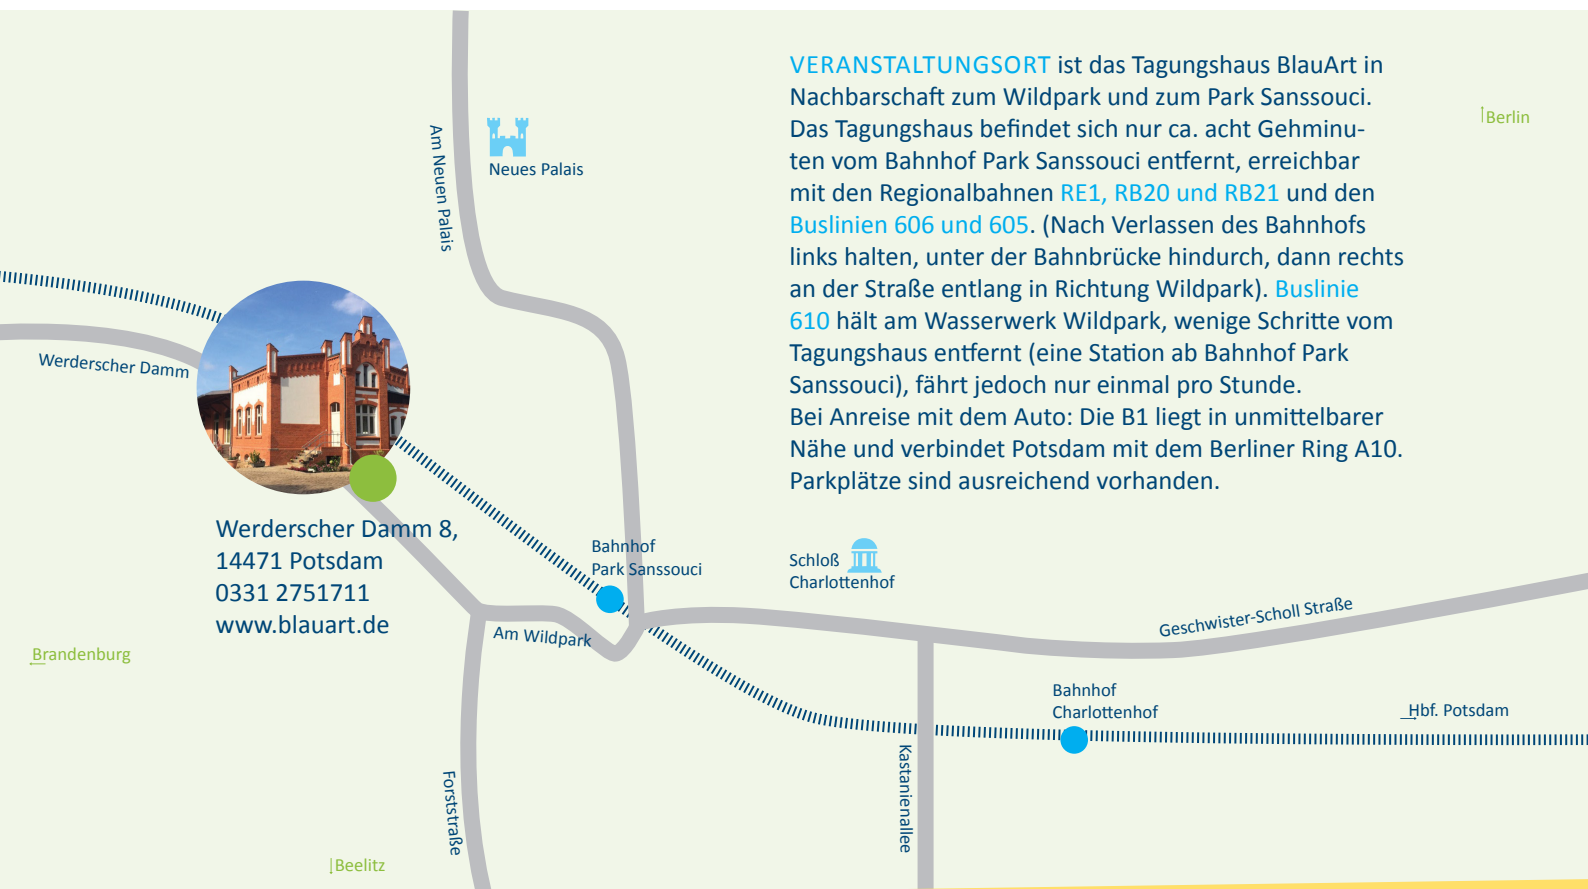 VERANSTALTUNGSORT ist das Tagungshaus BlauArt in
Nachbarschaft zum Wildpark und zum Park Sanssouci.
Das Tagungshaus befindet sich nur ca. acht Gehminu-
ten vom Bahnhof Park Sanssouci entfernt, erreichbar
mit den Regionalbahnen RE1, RB20 und RB21 und den
Buslinien 606 und 605. (Nach Verlassen des Bahnhofs
links halten, unter der Bahnbrücke hindurch, dann rechts
an der Straße entlang in Richtung Wildpark). Buslinie
610 hält am Wasserwerk Wildpark, wenige Schritte vom
Tagungshaus entfernt (eine Station ab Bahnhof Park
Sanssouci), fährt jedoch nur einmal pro Stunde.
Bei Anreise mit dem Auto: Die B1 liegt in unmittelbarer
Nähe und verbindet Potsdam mit dem Berliner Ring A10.
Parkplätze sind ausreichend vorhanden.
Berlin
Am Neuen Palais
Neues Palais
Werderscher Damm
Werderscher Damm 8,
14471 Potsdam
0331 2751711
www.blauart.de
Bahnhof
Park Sanssouci
Schloß
Charlottenhof
Am Wildpark
Geschwister-Scholl Straße
Brandenburg
Bahnhof
Charlottenhof
Hbf. Potsdam
Kastanienallee
Forststraße
Beelitz